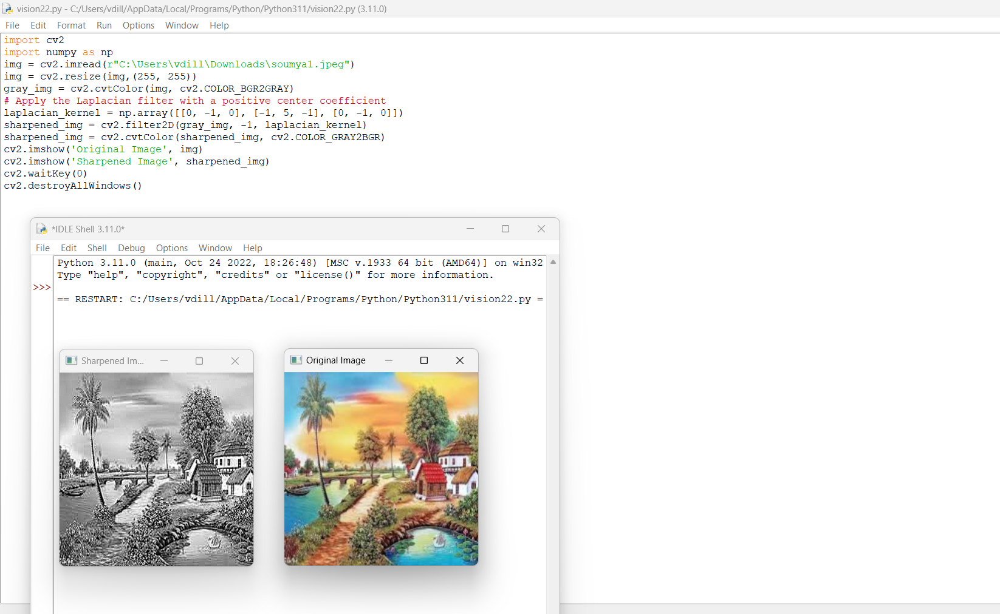 vision22.py - C:/Users/vdill/AppData/Local/Programs/Python/Python311/vision22.py (3.11.0)
File Edit Format Run Options Window Help
import cv2
import numpy as np
img = cv2.imread(r"C:\Users\vdill\Downloads\soumya1.jpeg")
img = cv2.resize(img,(255, 255))
gray_img = cv2.cvtColor(img, cv2.COLOR_BGR2GRAY)
# Apply the Laplacian filter with a positive center coefficient
laplacian_kernel = np.array([[0, -1, 0], [-1, 5, -1], [0, -1, 0]])
sharpened_img = cv2.filter2D(gray_img, -1, laplacian_kernel)
sharpened_img = cv2.cvtColor(sharpened_img, cv2.COLOR_GRAY2BGR)
cv2.imshow('Original Image', img)
cv2.imshow('Sharpened Image', sharpened_img)
cv2.waitKey(0)
cv2.destroyAllWindows()
*IDLE Shell 3.11.0*
File Edit Shell Debug Options Window Help
Python 3.11.0 (main, Oct 24 2022, 18:26:48) [MSC v.1933 64 bit (AMD64)] on win32
Type "help", "copyright", "credits" or "license()" for more information.
>>>
== RESTART: C:/Users/vdill/AppData/Local/Programs/Python/Python311/vision22.py =
Sharpened Im...
Original Image